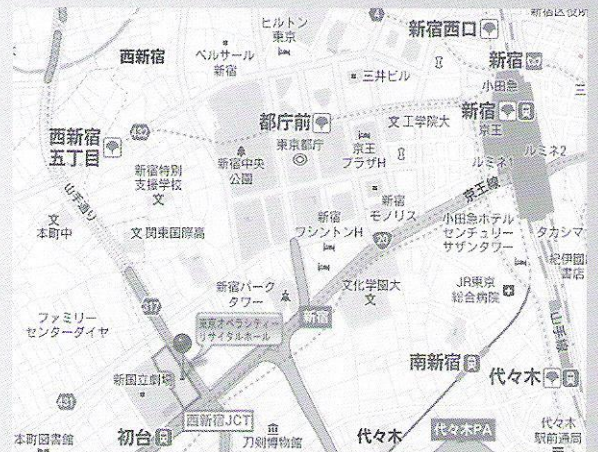 ヒルトン
東京
4
新宿西口
新宿区役所
西新宿
ベルサール
新宿
三井ビル
新宿
小田急
三
432
都庁前
文 工学院大
新宿
京王
西新宿
五丁目
新宿中央
公園
東京都庁
京王
プラザH
ルミネ1
ルミネ2
新宿特別
支援学校
文
新宿
モノリス
京王線
山手通り
文
本町中
文 関東国際高
新宿
ワシントンH
20
小田急ホテル
センチュリー
サザンタワー
タカシマ
紀伊國
書店
新宿パーク
タワー
文化学園大
文
JR東京
総合病院
317
ファミリー
センターダイヤ
新宿
東京オペラシティー
リサイタルホール
山手線
新国立劇場
南新宿
代々木
431
西新宿JCT
本町図書館
初台
刀剣博物館
代々木
代々木PA
代々木
駅前通局